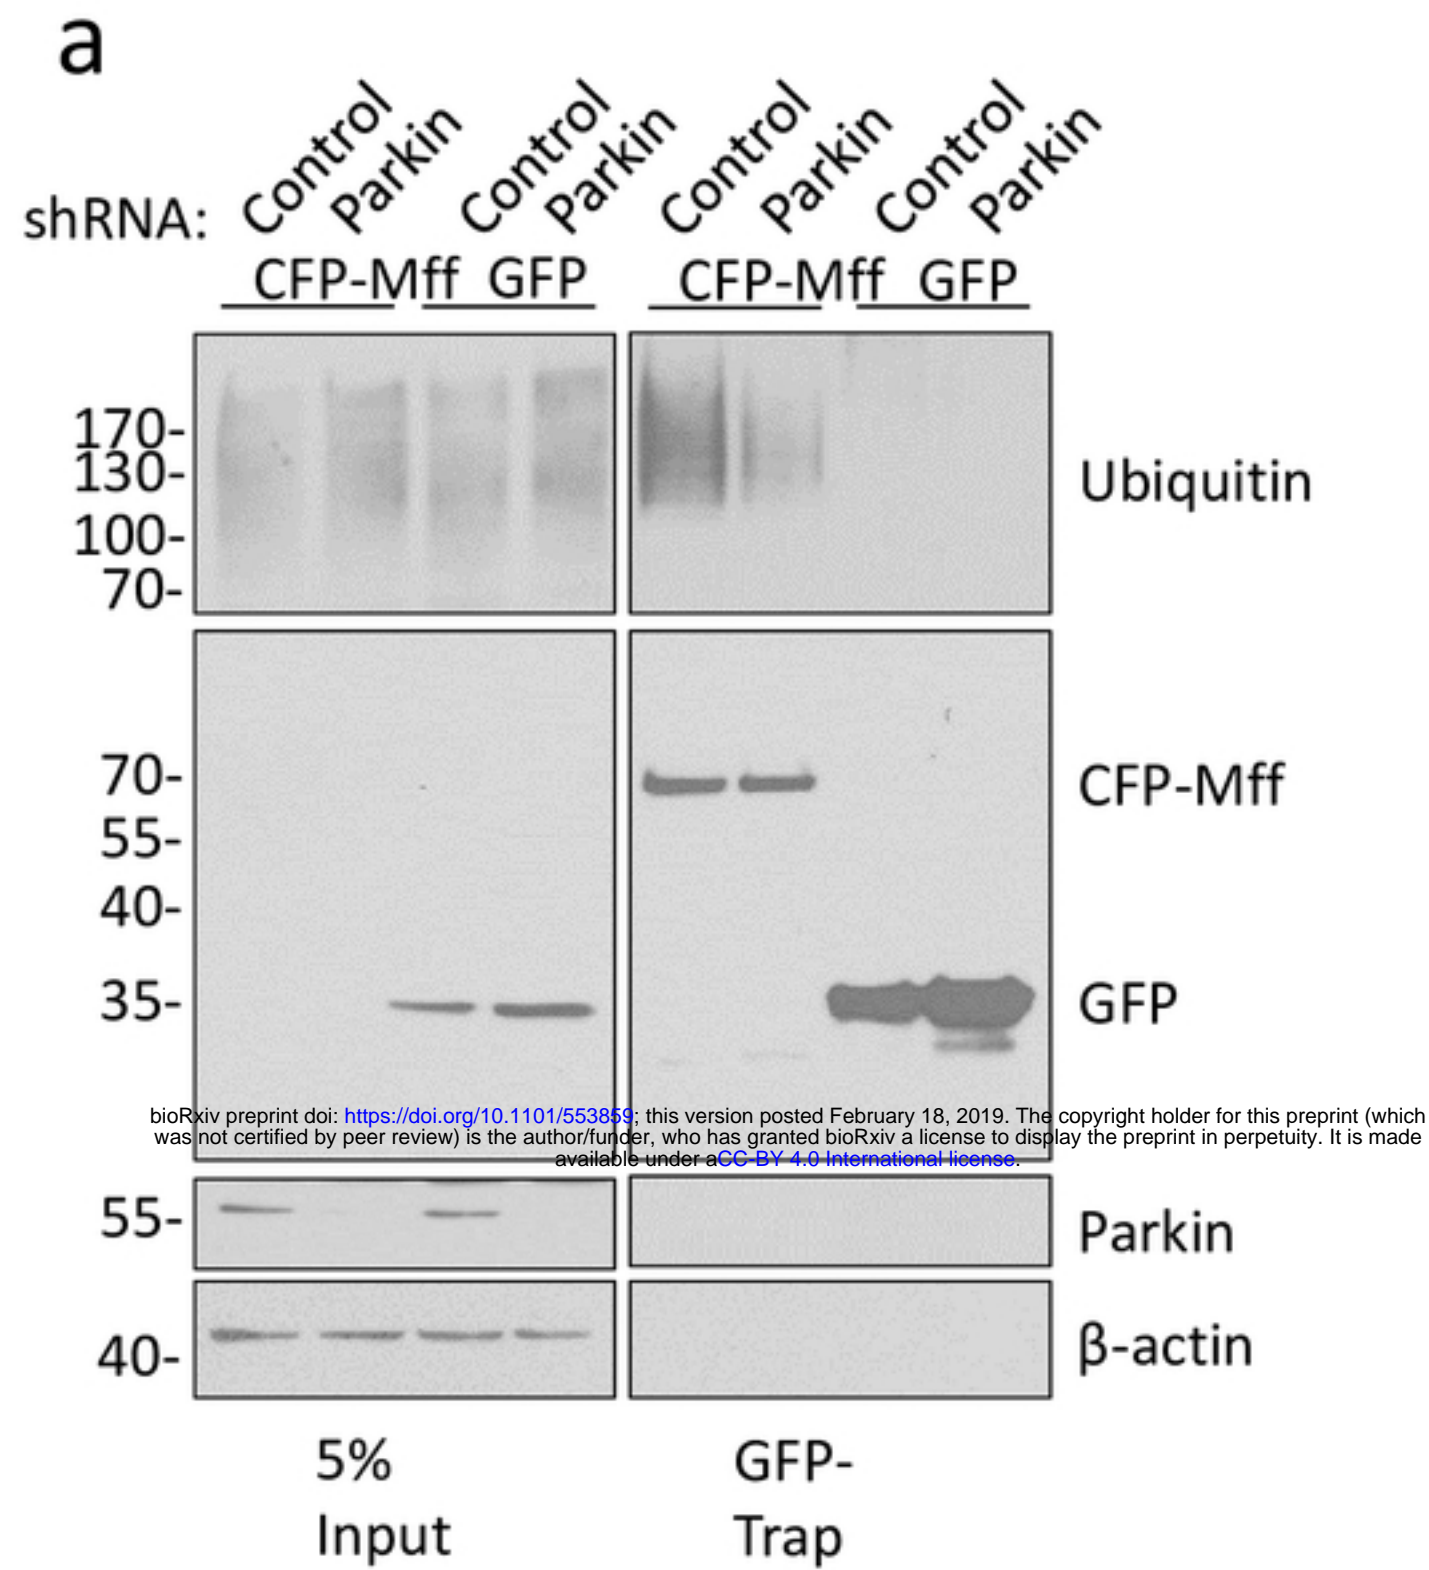 a
shRNA: Control Parkin Control Parkin Control Parkin Control Parkin
CFP-Mff GFP CFP-Mff GFP
170-
130-
100-
70-
Ubiquitin
70-
55-
40-
35-
CFP-Mff
GFP
bioRxiv preprint doi: https://doi.org/10.1101/553859; this version posted February 18, 2019. The copyright holder for this preprint (which
was not certified by peer review) is the author/funder, who has granted bioRxiv a license to display the preprint in perpetuity. It is made
available under aCC-BY 4.0 International license.
55-
Parkin
40-
β-actin
5% GFP-
Input Trap